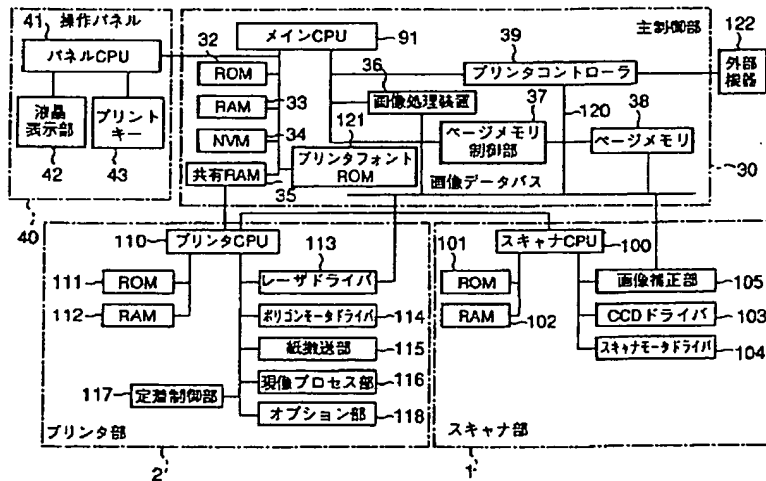 41 操作パネル
パネルCPU
液晶
表示部
42
プリント
キー
43
40
主制御部
メインCPU
91
32
ROM
RAM
33
NVM
34
共有RAM
35
121
プリンタフォント
ROM
36
画像処理装置
37
ページメモリ
制御部
39
プリンタコントローラ
120
38
ページメモリ
画像データバス
30
122
外部
機器
110
プリンタCPU
111
ROM
112
RAM
113
レーザドライバ
ポリゴンモータドライバ
114
紙搬送部
115
現像プロセス部
116
117
定着制御部
オプション部
118
プリンタ部
2
スキャナCPU
100
101
ROM
RAM
102
画像補正部
105
CCDドライバ
103
スキャナモータドライバ
104
スキャナ部
1